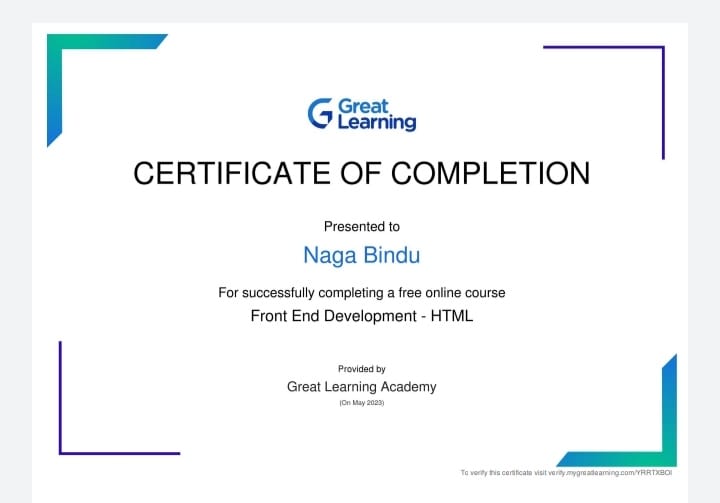 Great
Learning
CERTIFICATE OF COMPLETION
Presented to
Naga Bindu
For successfully completing a free online course
Front End Development - HTML
Provided by
Great Learning Academy
(On May 2023)
To verify this certificate visit verify.mygreatlearning.com/YRRTXBOI